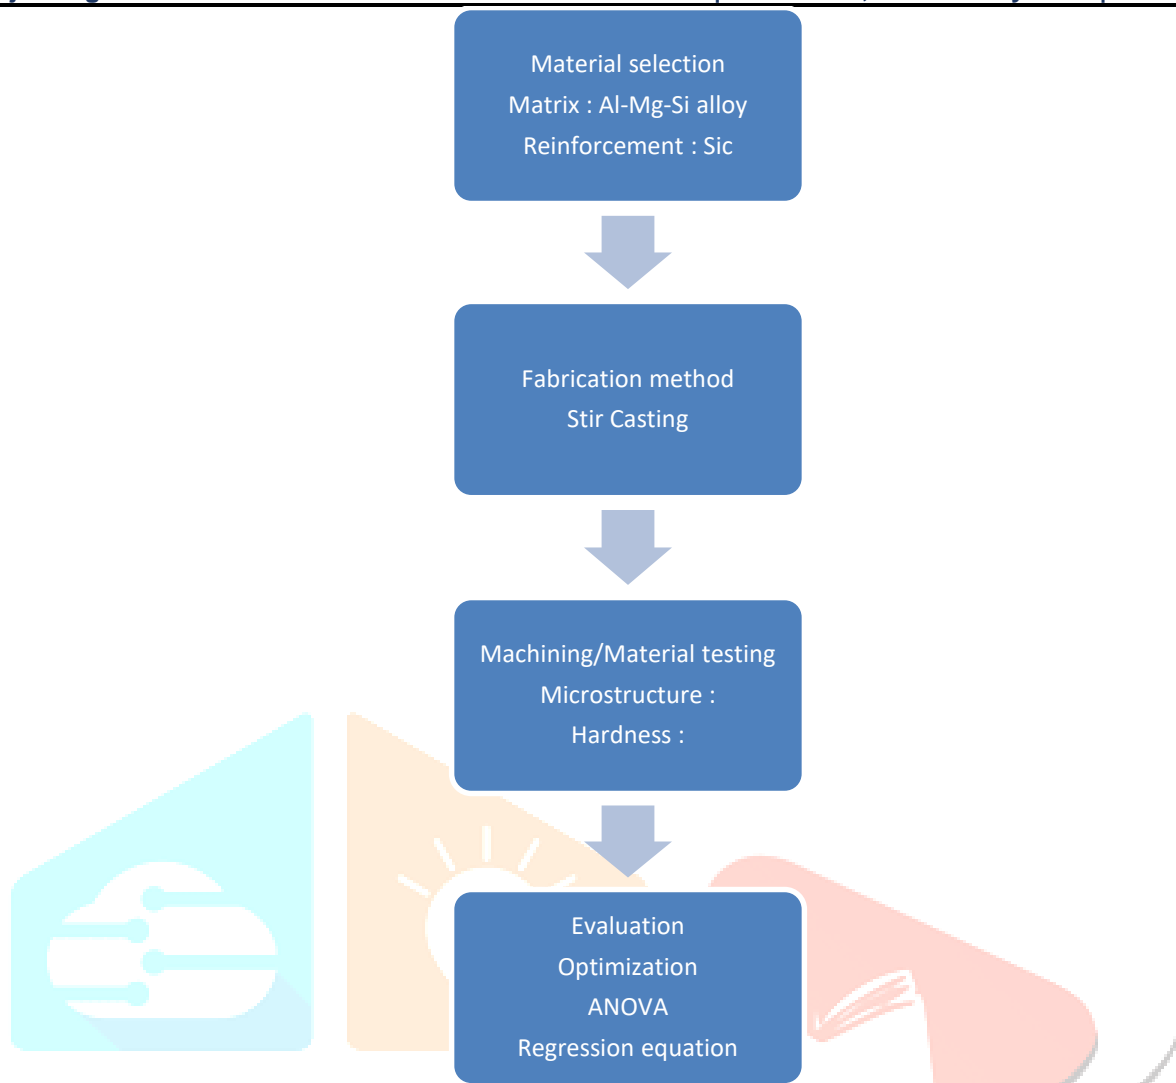 Material selection
Matrix : Al-Mg-Si alloy
Reinforcement : Sic
Fabrication method
Stir Casting
Machining/Material testing
Microstructure :
Hardness :
Evaluation
Optimization
ANOVA
Regression equation